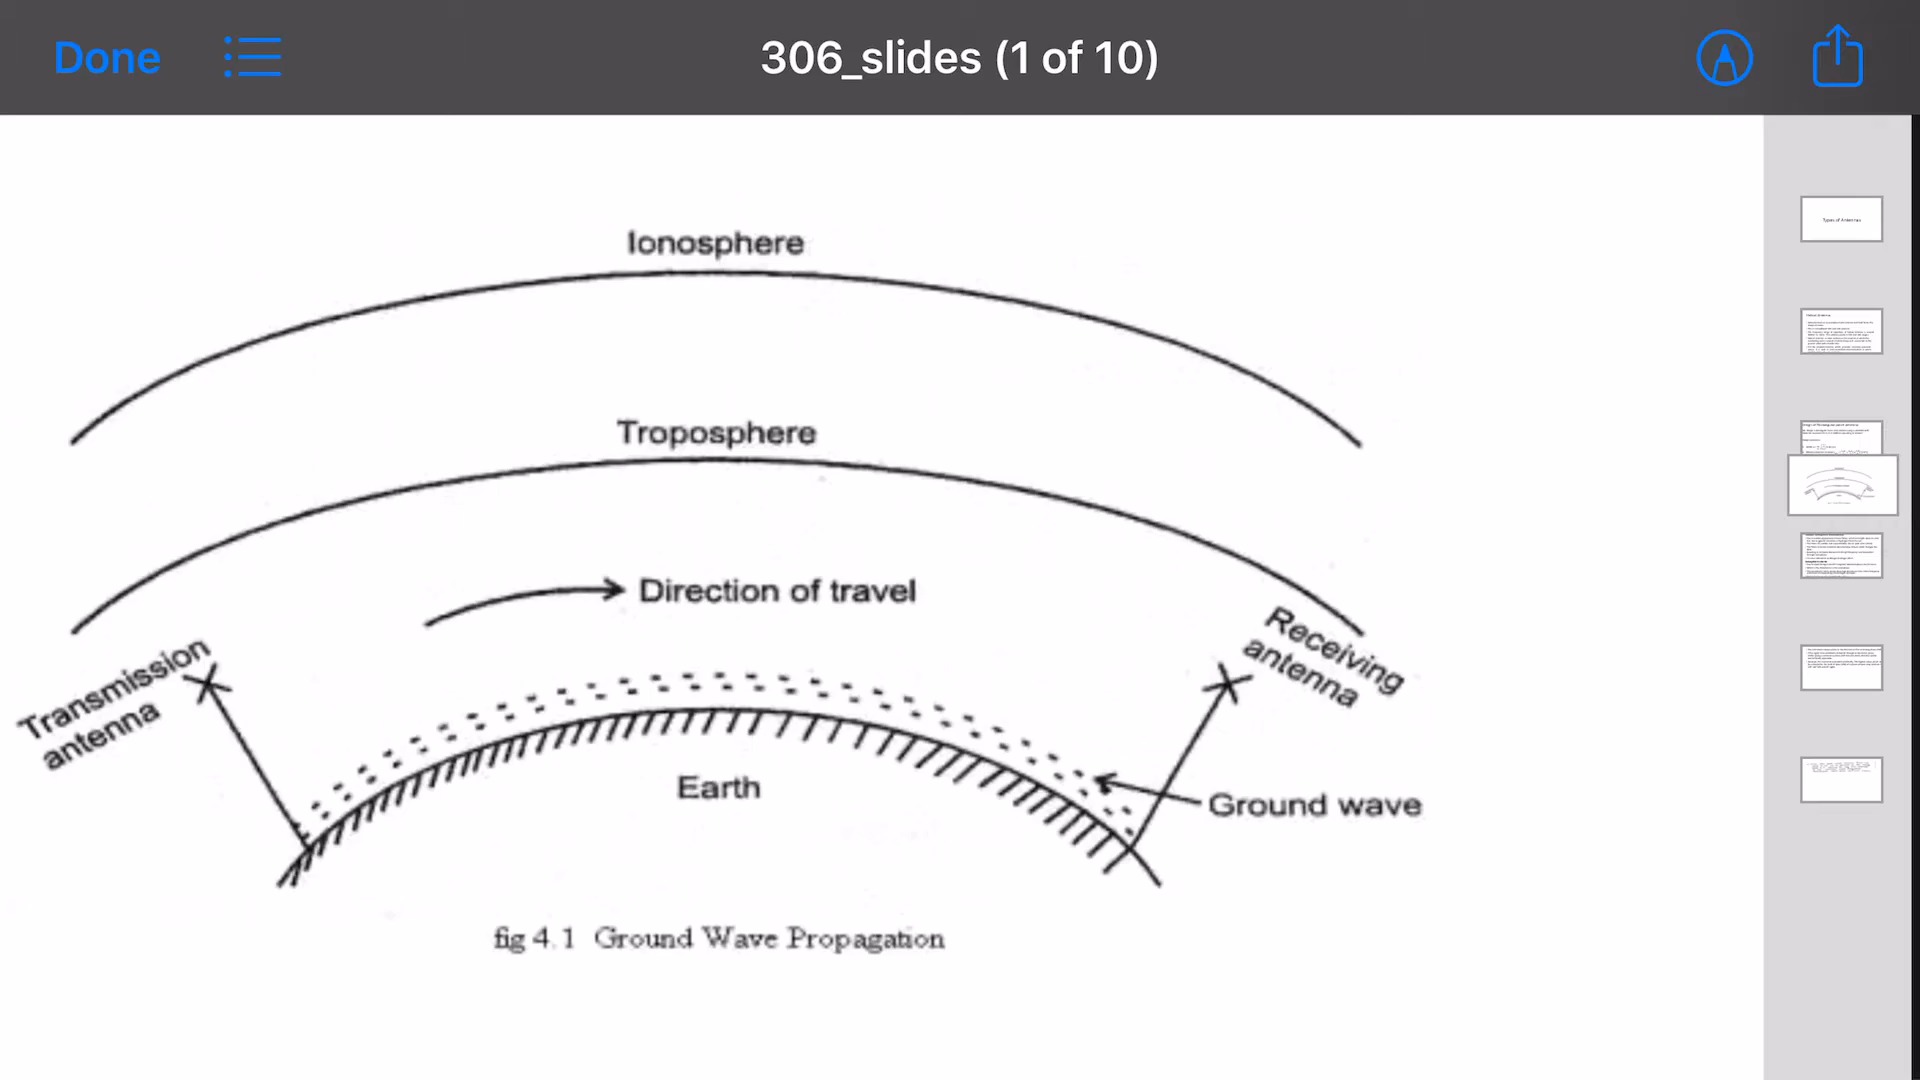 Done
306_slides (1 of 10)
Ionosphere
Troposphere
Direction of travel
Transmission
antenna
Receiving
antenna
Earth
Ground wave
fig 4.1 Ground Wave Propagation
Types of Antennas